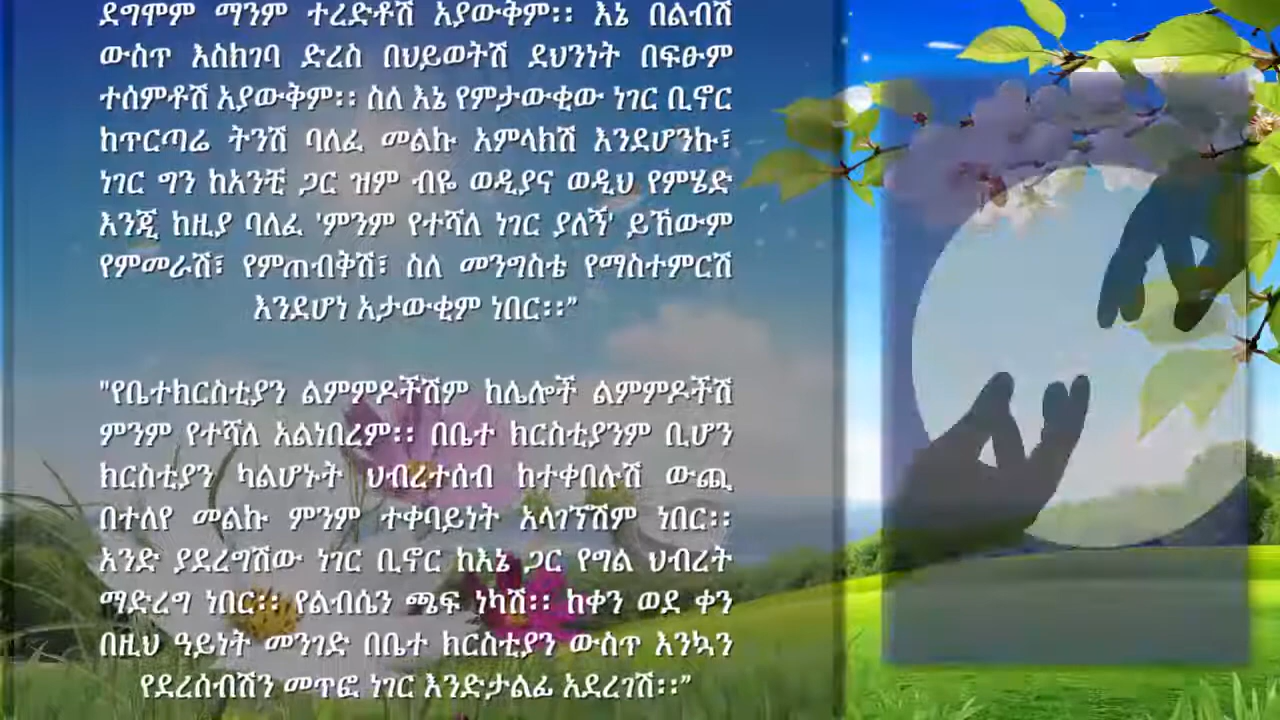 ደግሞም ማንም ተረድቶሽ አያውቅም፡፡ እኔ በልብሽ
ውስጥ እስክገባ ድረስ በህይወትሽ ደህንነት በፍፁም
ተሰምቶሽ አያውቅም፡፡ ስለ እኔ የምታውቂው ነገር ቢኖር
ከጥርጣሬ ትንሽ ባለፈ መልኩ አምላክሽ እንደሆንኩ፣
ነገር ግን ከአንቺ ጋር ዝም ብዬ ወዲያና ወዲህ የምሄድ
እንጂ ከዚያ ባለፈ 'ምንም የተሻለ ነገር ያለኝ' ይኸውም
የምመራሽ፣ የምጠብቅሽ፣ ስለ መንግስቴ የማስተምርሽ
እንደሆነ አታውቂም ነበር፡፡”
"የቤተክርስቲያን ልምምዶችሽም ከሌሎች ልምምዶችሽ
ምንም የተሻለ አልነበረም፡፡ በቤተ ክርስቲያንም ቢሆን
ክርስቲያን ካልሆኑት ህብረተሰብ ከተቀበሉሽ ውጪ
በተለየ መልኩ ምንም ተቀባይነት አላገኘሽም ነበር፡፡
አንድ ያደረግሽው ነገር ቢኖር ከእኔ ጋር የግል ህብረት
ማድረግ ነበር፡፡ የልብሴን ጫፍ ነካሽ፡፡ ከቀን ወደ ቀን
በዚህ ዓይነት መንገድ በቤተ ክርስቲያን ውስጥ እንኳን
የደረሰብሽን መጥፎ ነገር እንድታልፊ አደረገሽ፡፡”